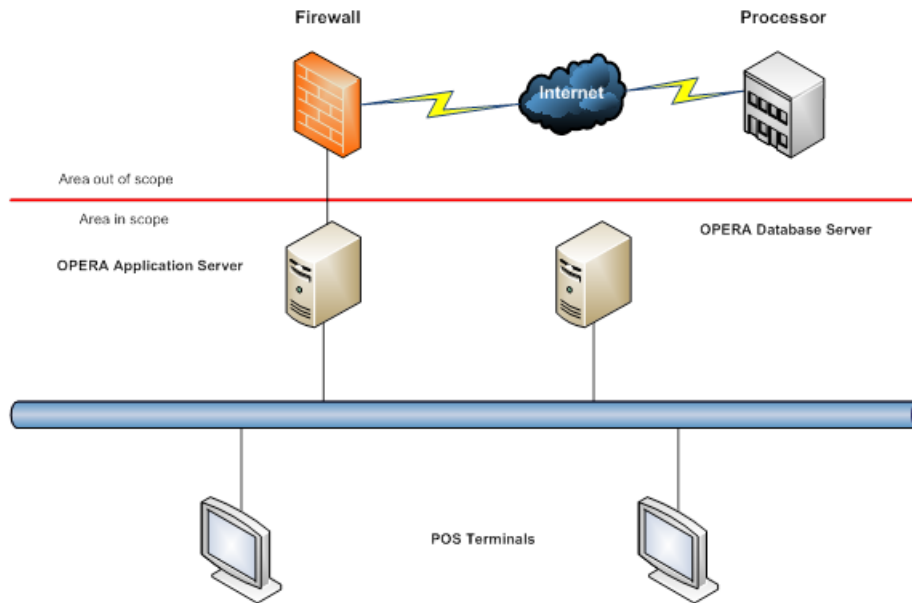 Firewall
Processor
Internet
Area out of scope
Area in scope
OPERA Database Server
OPERA Application Server
POS Terminals